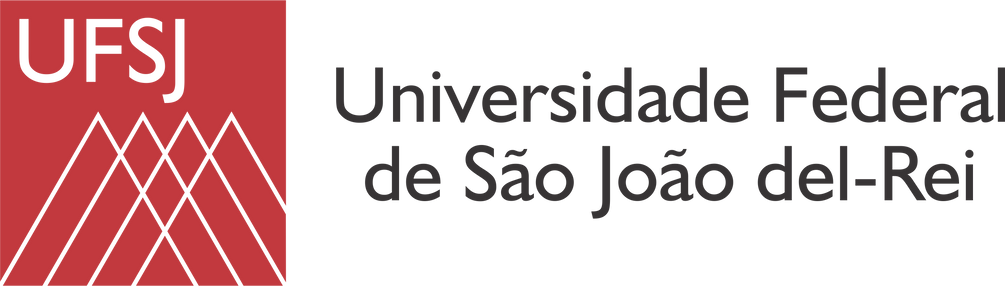 UFSJ
Universidade Federal
de São João del-Rei